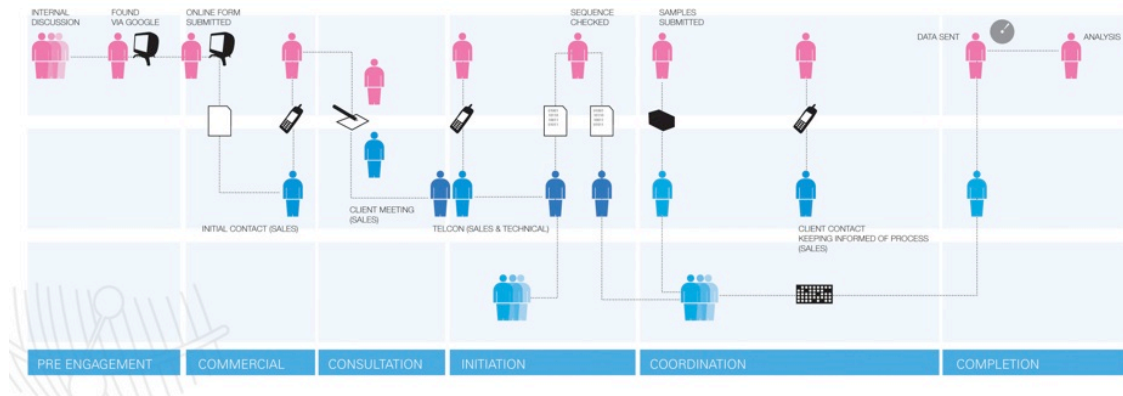 INTERNAL
DISCUSSION
FOUND
VIA GOOGLE
ONLINE FORM
SUBMITTED
SEQUENCE
CHECKED
SAMPLES
SUBMITTED
DATA SENT
ANALYSIS
INITIAL CONTACT (SALES)
CLIENT MEETING
(SALES)
TELCON (SALES & TECHNICAL)
CLIENT CONTACT
KEEPING INFORMED OF PROCESS
(SALES)
PRE ENGAGEMENT
COMMERCIAL
CONSULTATION
INITIATION
COORDINATION
COMPLETION